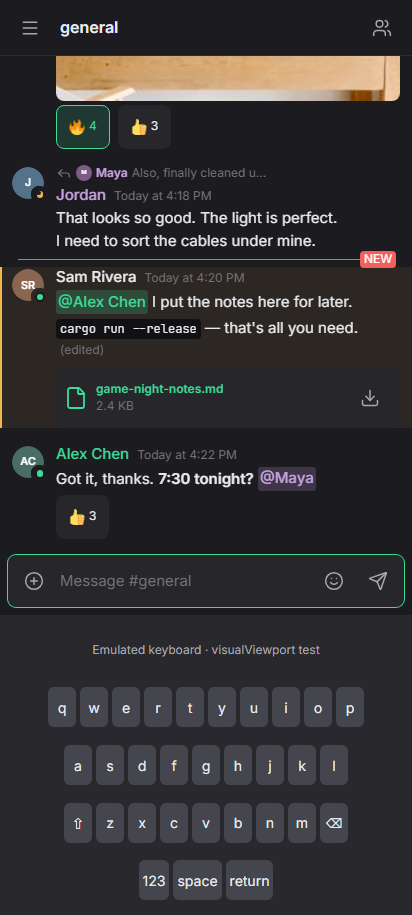 general
🔥 4 👍 3
M Maya Also, finally cleaned u...
J
Jordan Today at 4:18 PM
That looks so good. The light is perfect.
I need to sort the cables under mine.
NEW
SR
Sam Rivera Today at 4:20 PM
@Alex Chen I put the notes here for later.
cargo run --release — that's all you need.
(edited)
game-night-notes.md
2.4 KB
AC
Alex Chen Today at 4:22 PM
Got it, thanks. 7:30 tonight? @Maya
👍 3
Message #general
Emulated keyboard · visualViewport test
q w e r t y u i o p
a s d f g h j k l
⇧ z x c v b n m ⌫
123 space return